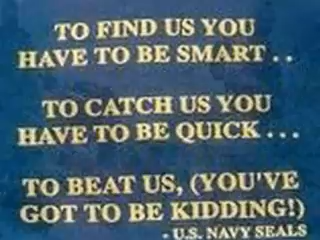 TO FIND US YOU
HAVE TO BE SMART . .
TO CATCH US YOU
HAVE TO BE QUICK . . .
TO BEAT US, (YOU'VE
GOT TO BE KIDDING!)
- U.S. NAVY SEALS